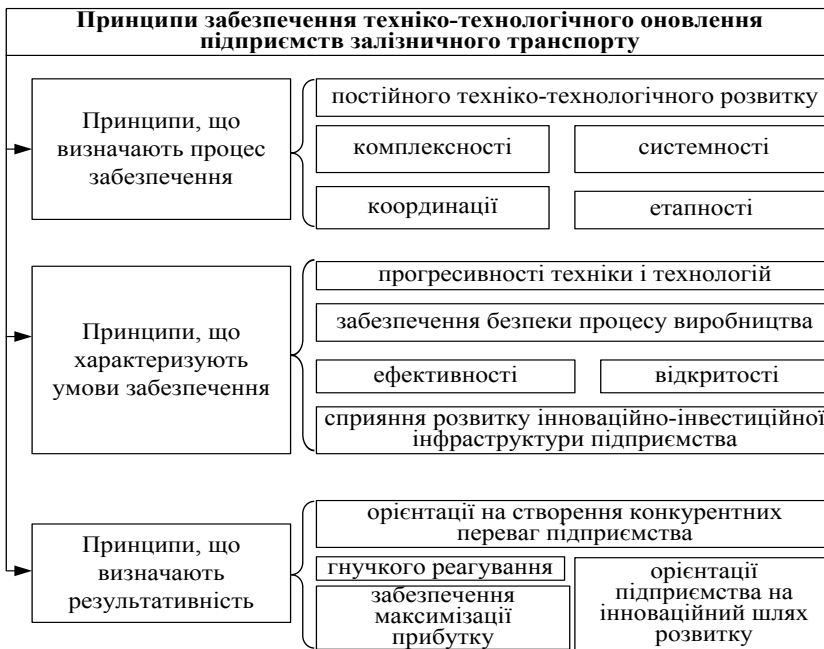 Принципи забезпечення техніко-технологічного оновлення
підприємств залізничного транспорту
Принципи, що
визначають процес
забезпечення
постійного техніко-технологічного розвитку
комплексності
системності
координації
етапності
Принципи, що
характеризують
умови забезпечення
прогресивності техніки і технологій
забезпечення безпеки процесу виробництва
ефективності
відкритості
сприяння розвитку інноваційно-інвестиційної
інфраструктури підприємства
Принципи, що
визначають
результативність
орієнтації на створення конкурентних
переваг підприємства
гнучкого реагування
забезпечення
максимізації
прибутку
орієнтації
підприємства на
інноваційний шлях
розвитку